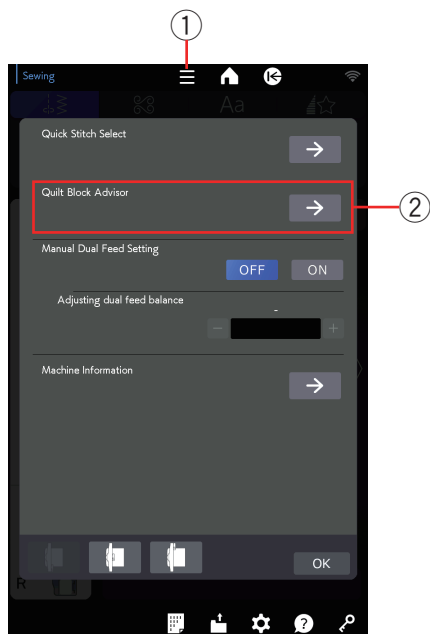 1
Sewing
Aa
Quick Stitch Select
Quilt Block Advisor
2
Manual Dual Feed Setting
OFF ON
Adjusting dual feed balance
-
− +
Machine Information
OK
R
?